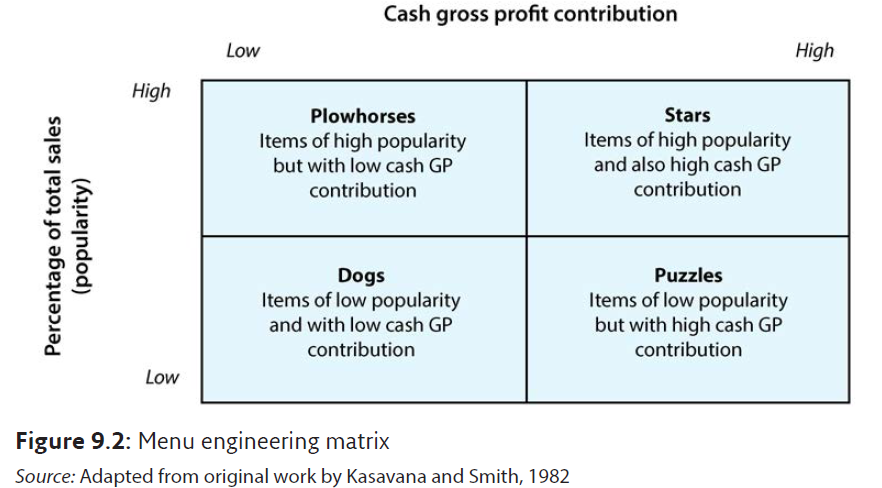 Cash gross profit contribution
Low
High
High
Percentage of total sales
(popularity)
Plowhorses
Items of high popularity
but with low cash GP
contribution
Stars
Items of high popularity
and also high cash GP
contribution
Dogs
Items of low popularity
and with low cash GP
contribution
Puzzles
Items of low popularity
but with high cash GP
contribution
Low
Figure 9.2: Menu engineering matrix
Source: Adapted from original work by Kasavana and Smith, 1982